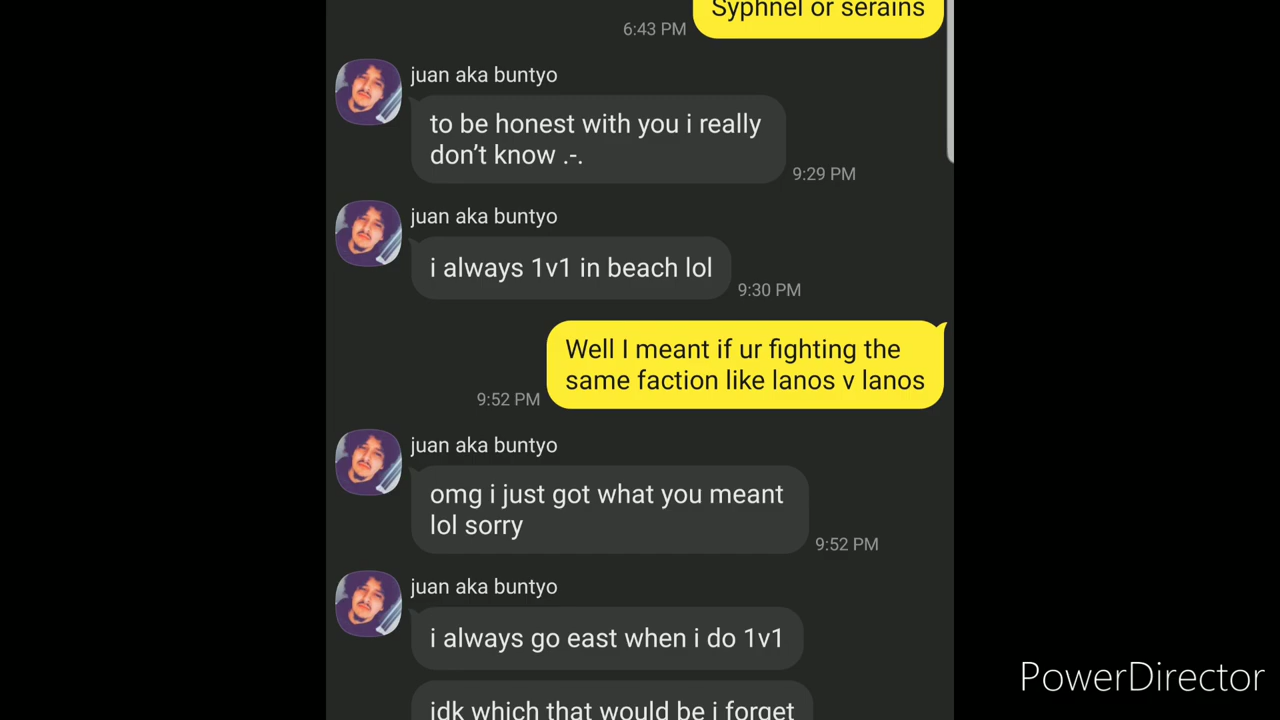 Syphnel or serains
6:43 PM
juan aka buntyo
to be honest with you i really
don't know .-.
9:29 PM
juan aka buntyo
i always 1v1 in beach lol
9:30 PM
Well I meant if ur fighting the
same faction like lanos v lanos
9:52 PM
juan aka buntyo
omg i just got what you meant
lol sorry
9:52 PM
juan aka buntyo
i always go east when i do 1v1
idk which that would be i forget
PowerDirector